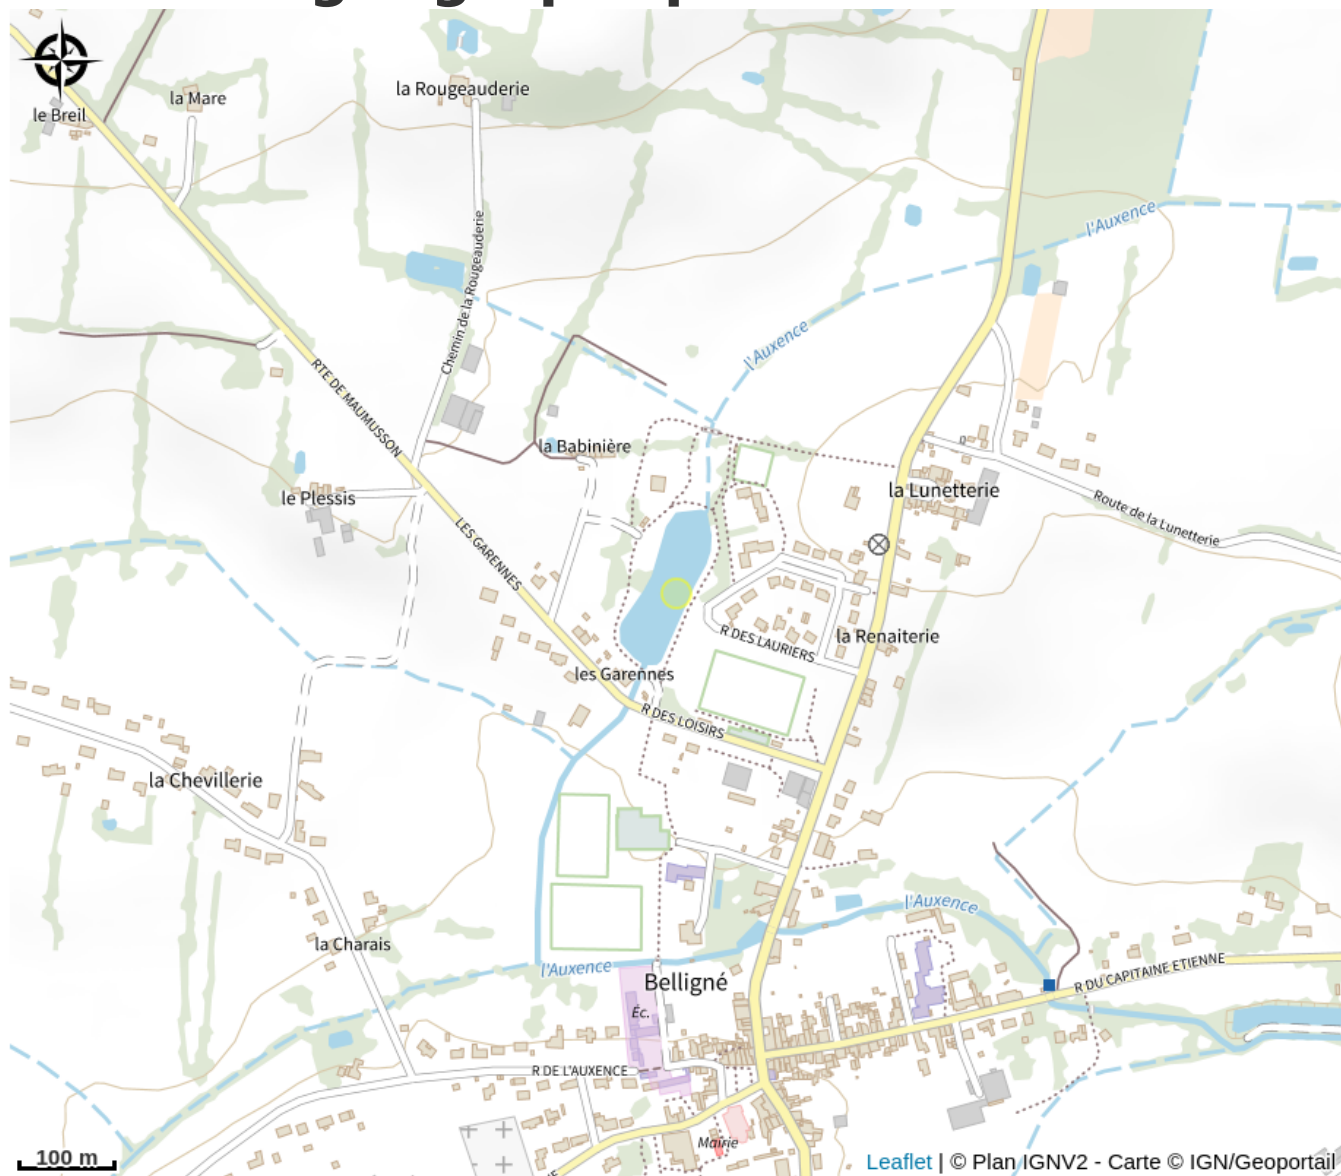 la Rougeauderie
la Mare
le Breil
l'Auxence
Chemin de la Rougeauderie
l'Auxence
RTE DE MAUMUSSON
la Babinière
le Plessis
la Lunetterie
Route de la Lunetterie
LES GARENNES
R DES LAURIERS
la Renaiterie
les Garennes
R DES LOISIRS
la Chevillerie
l'Auxence
la Charais
l'Auxence
Belligné
R DU CAPITAINE ETIENNE
Éc.
R DE L'AUXENCE
Mairie
100 m
Leaflet | © Plan IGNV2 - Carte © IGN/Geoportail